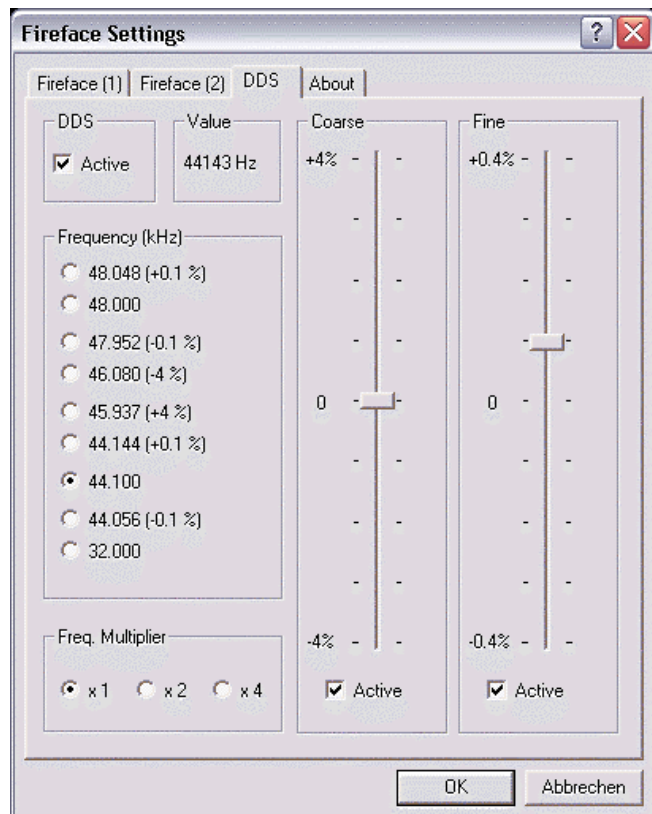 Fireface Settings
Fireface (1) Fireface (2) DDS About
DDS
Active
Value
44143 Hz
Frequency (kHz)
48.048 (+0.1 %)
48.000
47.952 (-0.1 %)
46.080 (-4 %)
45.937 (+4 %)
44.144 (+0.1 %)
44.100
44.056 (-0.1 %)
32.000
Freq. Multiplier
x 1 x 2 x 4
Coarse
+4%
0
-4%
Active
Fine
+0.4%
0
-0.4%
Active
OK Abbrechen